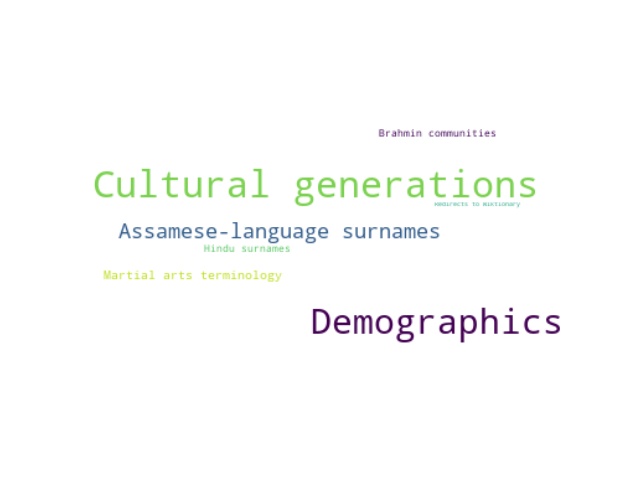 Brahmin communities
Cultural generations
Redirects to Wiktionary
Assamese-language surnames
Hindu surnames
Martial arts terminology
Demographics